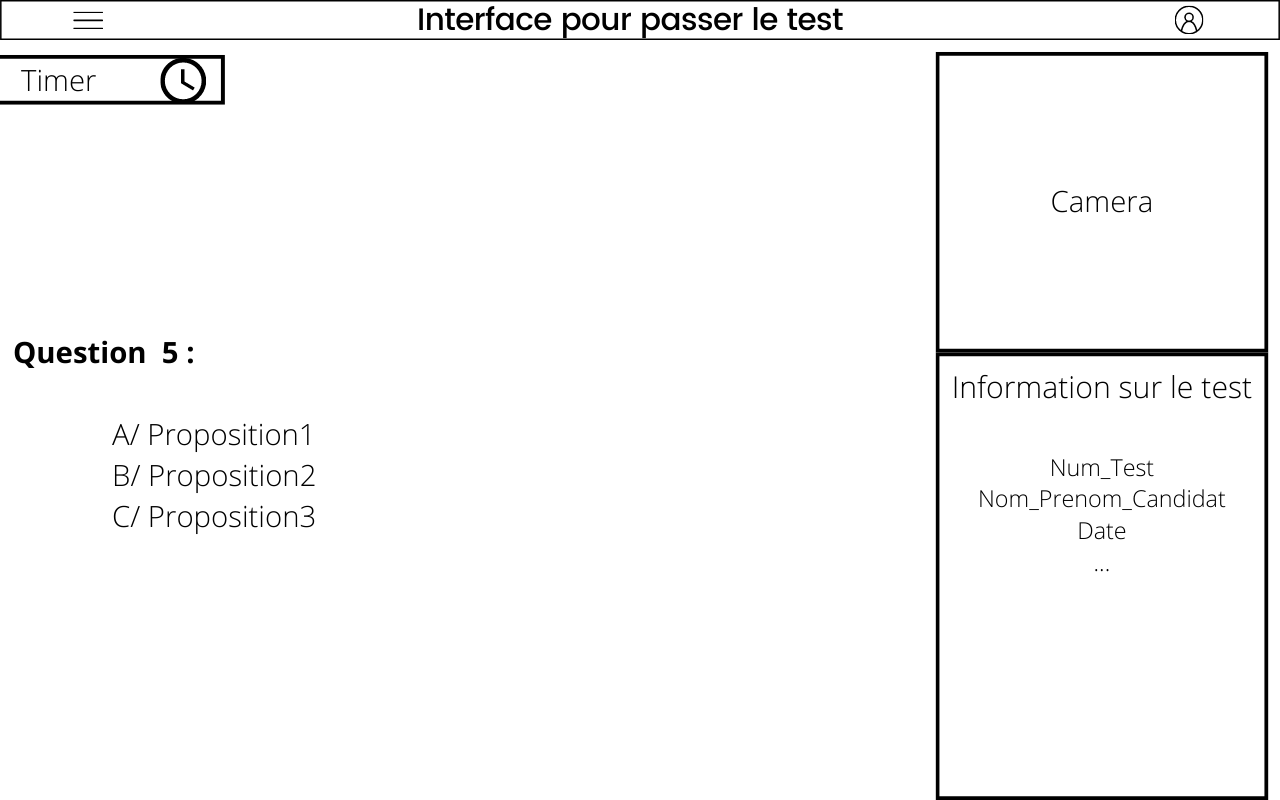 Interface pour passer le test
Timer
Camera
Question 5 :
A/ Proposition1
B/ Proposition2
C/ Proposition3
Information sur le test
Num_Test
Nom_Prenom_Candidat
Date
...